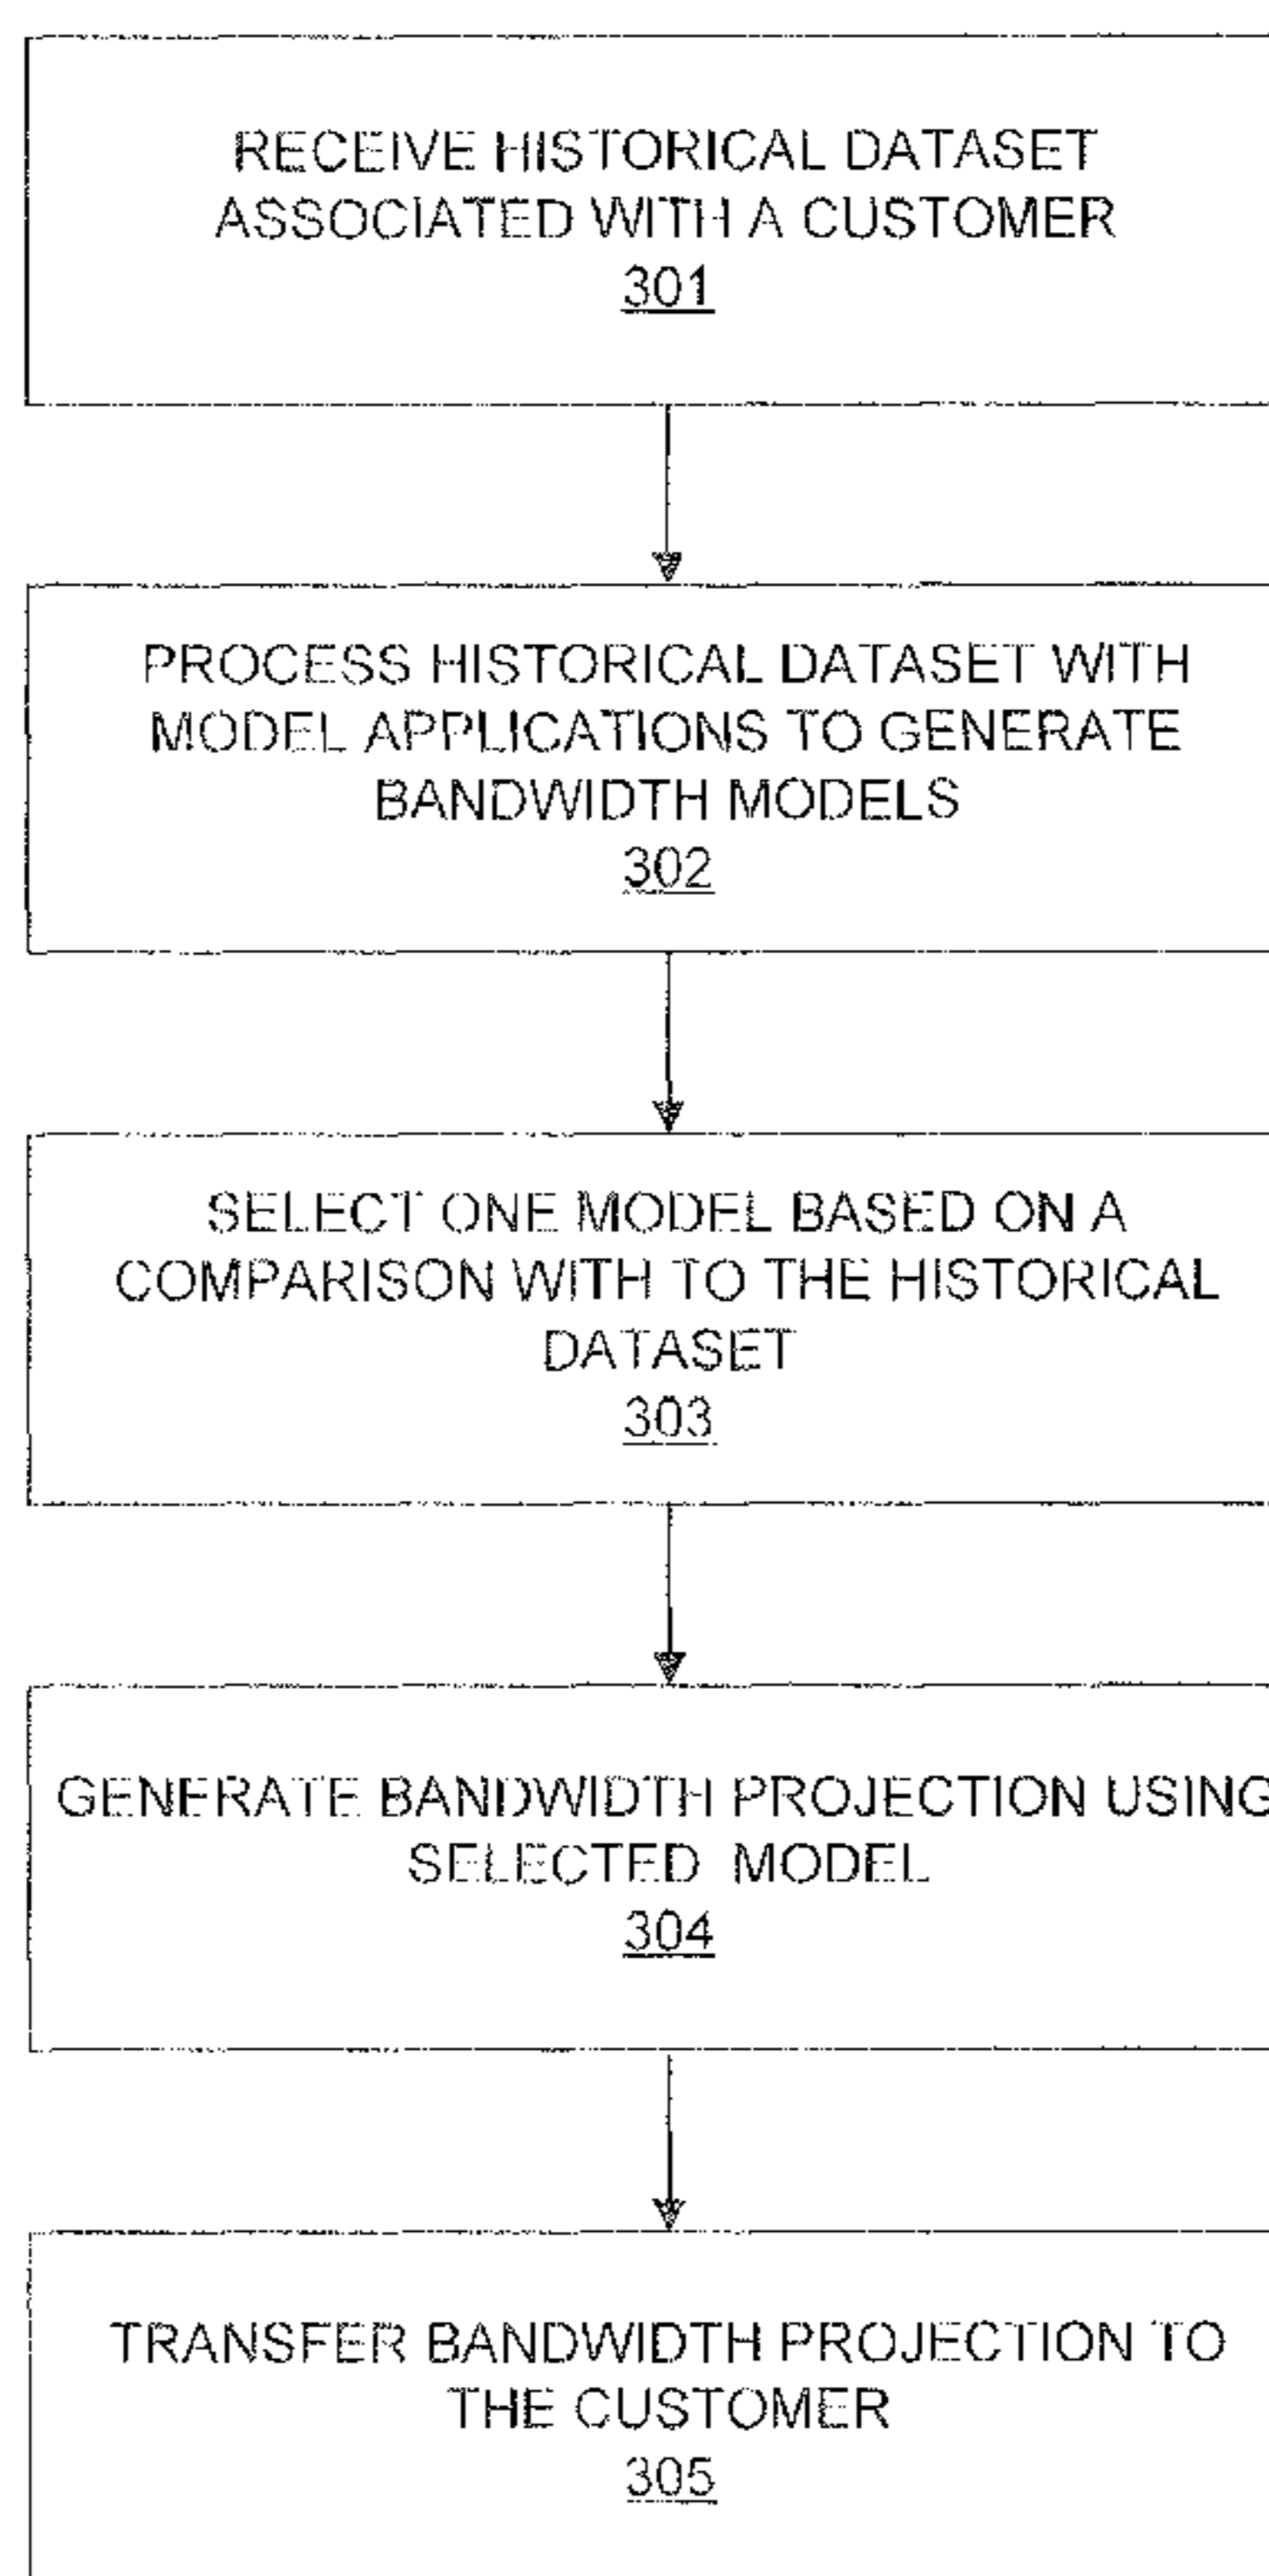 RECEIVE HISTORICAL DATASET
ASSOCIATED WITH A CUSTOMER
301
PROCESS HISTORICAL DATASET WITH
MODEL APPLICATIONS TO GENERATE
BANDWIDTH MODELS
302
SELECT ONE MODEL BASED ON A
COMPARISON WITH TO THE HISTORICAL
DATASET
303
GENERATE BANDWIDTH PROJECTION USING
SELECTED MODEL
304
TRANSFER BANDWIDTH PROJECTION TO
THE CUSTOMER
305